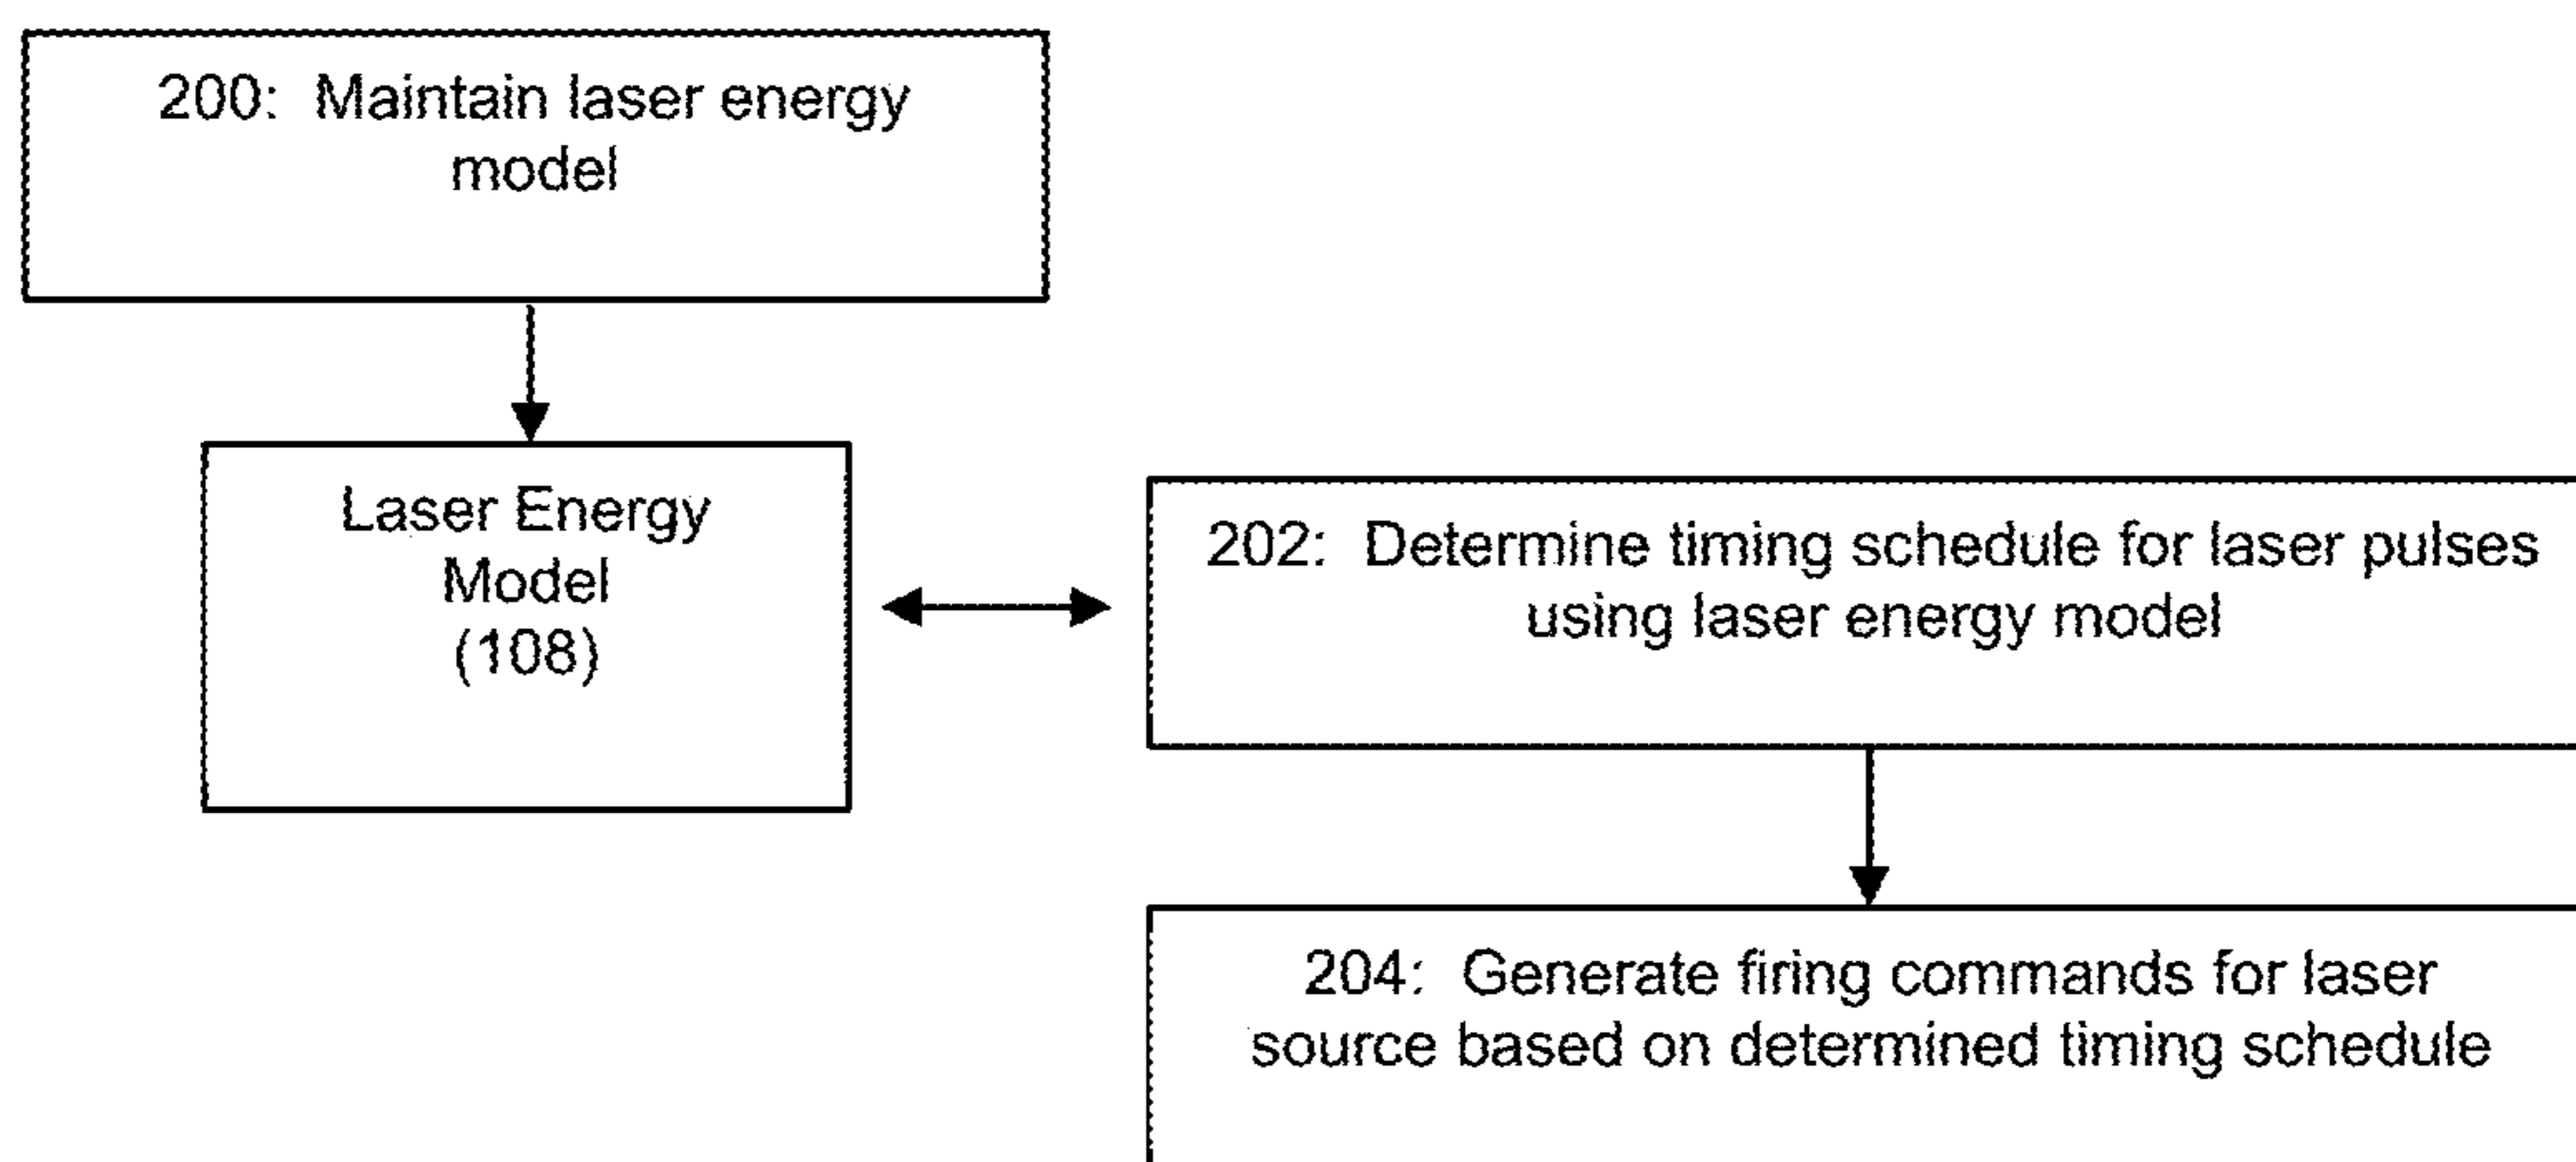 200: Maintain laser energy
model
Laser Energy
Model
(108)
202: Determine timing schedule for laser pulses
using laser energy model
204: Generate firing commands for laser
source based on determined timing schedule